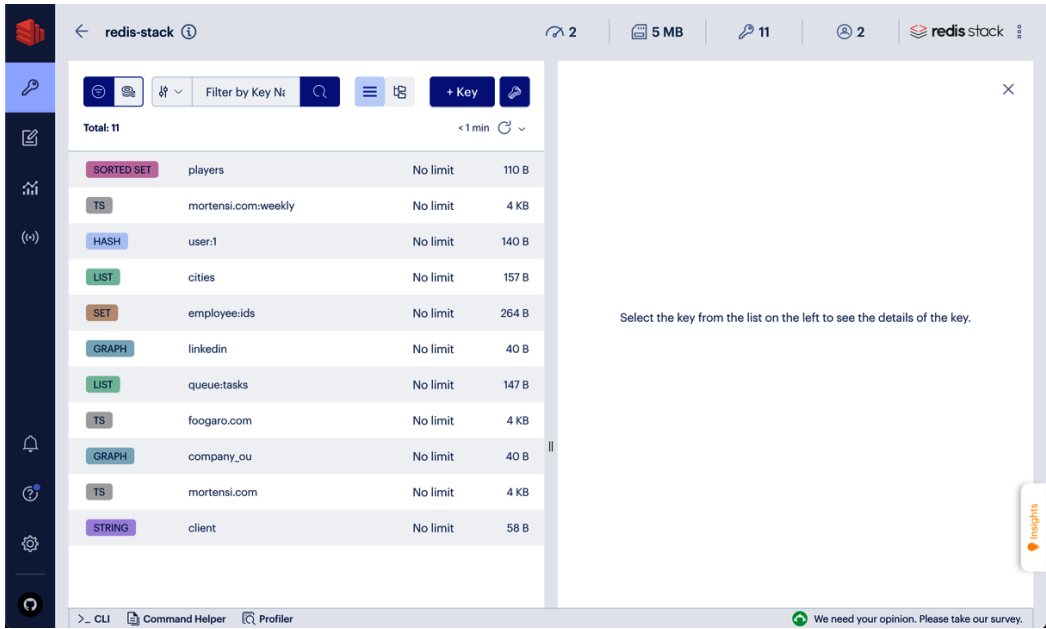 redis-stack
2
5 MB
11
2
redis stack
Filter by Key Na
+ Key
Total: 11
< 1 min
SORTED SET players No limit 110 B
TS mortensi.com:weekly No limit 4 KB
HASH user:1 No limit 140 B
LIST cities No limit 157 B
SET employee:ids No limit 264 B
GRAPH linkedin No limit 40 B
LIST queue:tasks No limit 147 B
TS foogaro.com No limit 4 KB
GRAPH company_ou No limit 40 B
TS mortensi.com No limit 4 KB
STRING client No limit 58 B
Select the key from the list on the left to see the details of the key.
Insights
>_ CLI
Command Helper
Profiler
We need your opinion. Please take our survey.